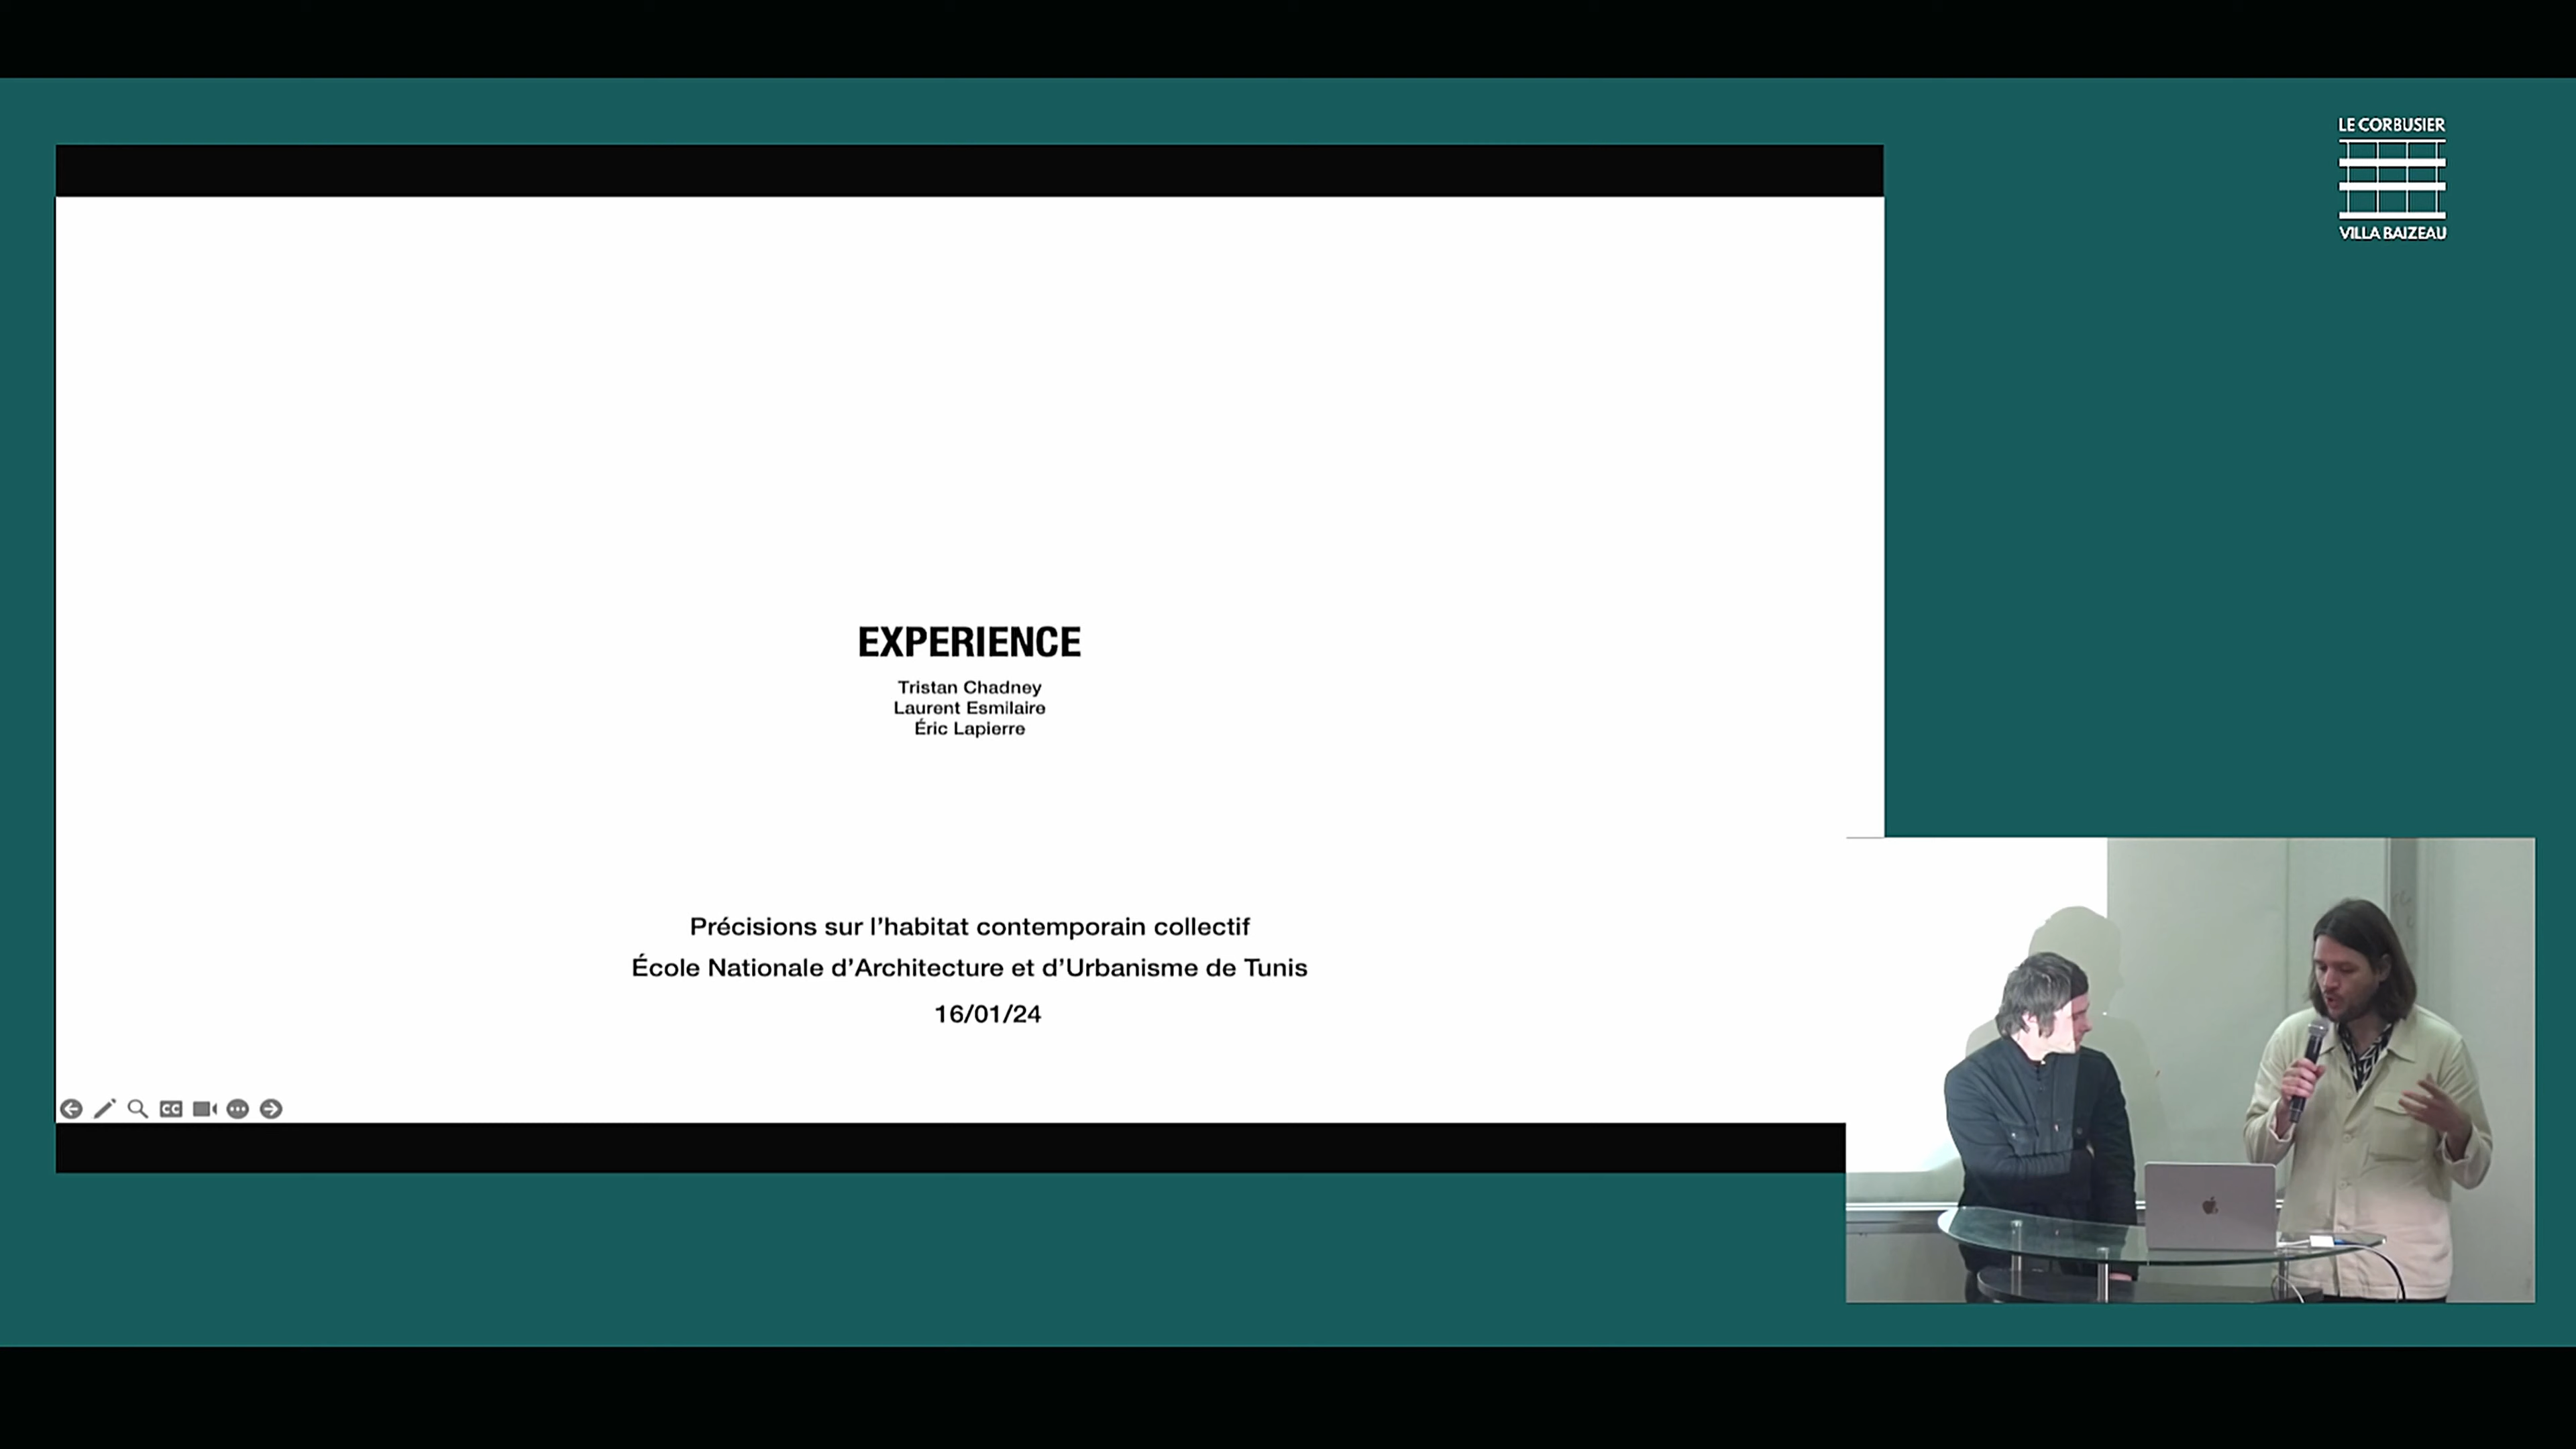 LE CORBUSIER
VILLA BAIZEAU
EXPERIENCE
Tristan Chadney
Laurent Esmilaire
Éric Lapierre
Précisions sur l’habitat contemporain collectif
École Nationale d’Architecture et d’Urbanisme de Tunis
16/01/24
CC